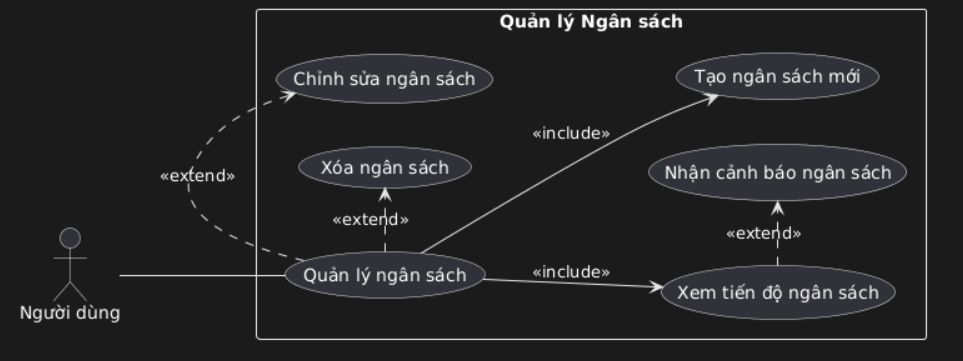 Quản lý Ngân sách
Chỉnh sửa ngân sách
Tạo ngân sách mới
«include»
Xóa ngân sách
Nhận cảnh báo ngân sách
«extend»
«extend»
«extend»
Quản lý ngân sách
«include»
Xem tiến độ ngân sách
Người dùng